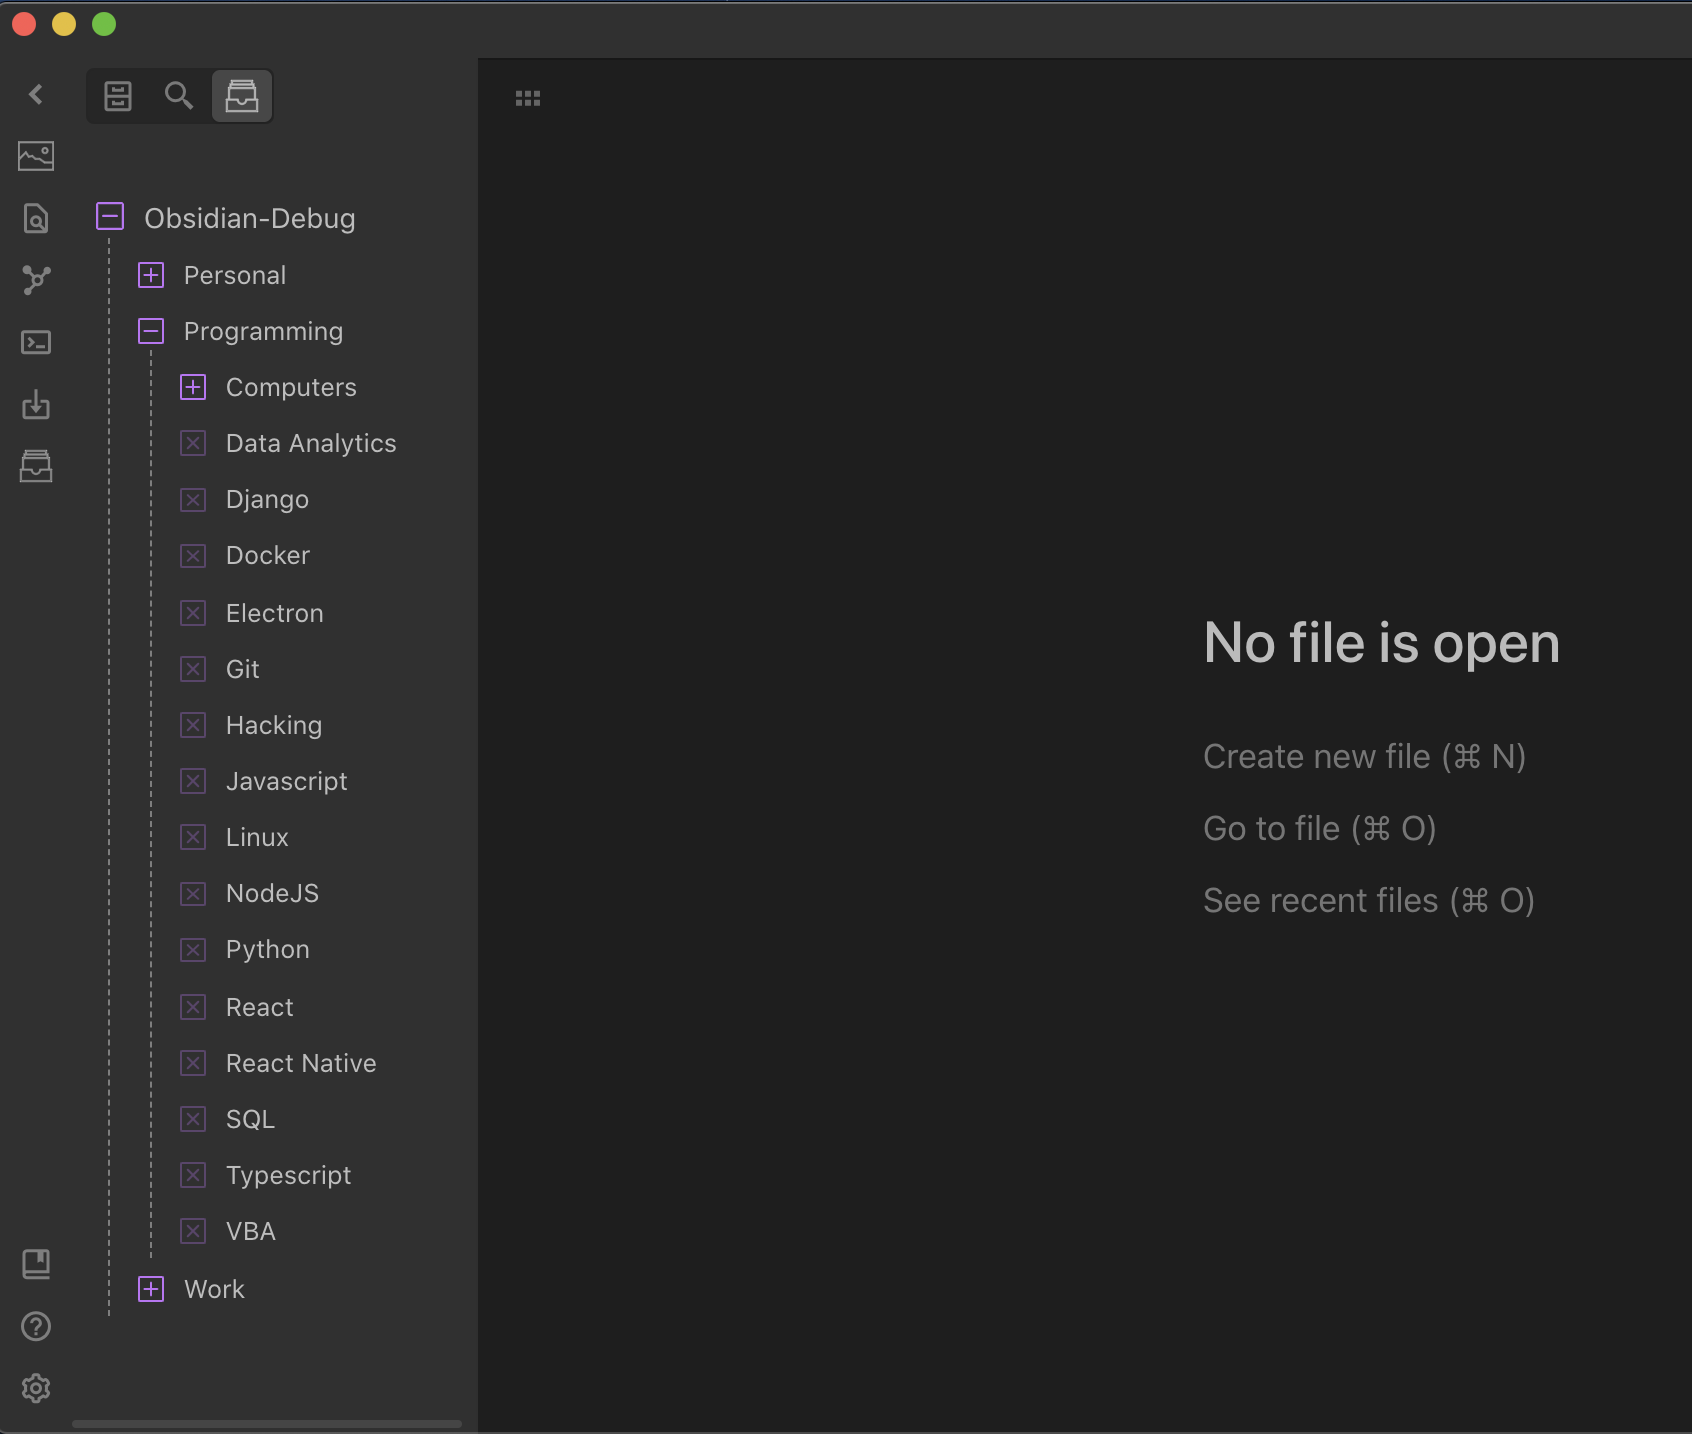 Obsidian-Debug
Personal
Programming
Computers
Data Analytics
Django
Docker
Electron
Git
Hacking
Javascript
Linux
NodeJS
Python
React
React Native
SQL
Typescript
VBA
Work
No file is open
Create new file (⌘ N)
Go to file (⌘ O)
See recent files (⌘ O)